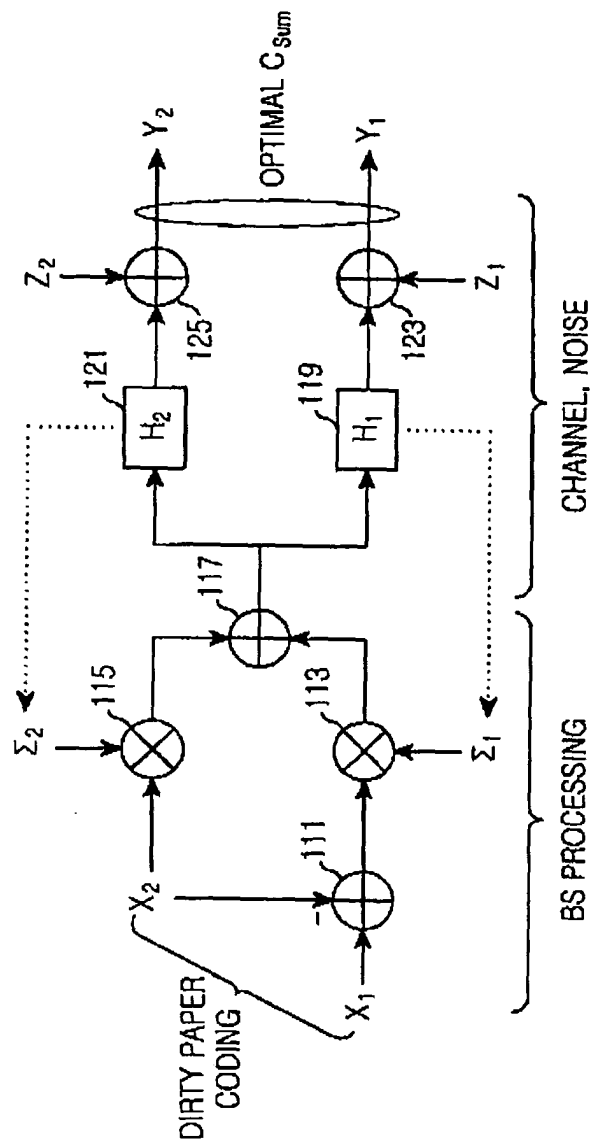 DIRTY PAPER
CODING
X₁
X₂
-
111
113
115
117
Σ₂
Σ₁
121
H₂
119
H₁
Z₂
125
123
Z₁
Y₂
Y₁
OPTIMAL C_Sum
BS PROCESSING
CHANNEL, NOISE